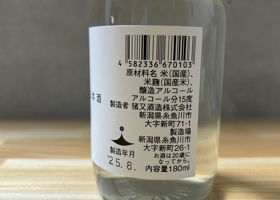 本酒
4582336670103
原材料名 米(国産)、
米麹(国産米)、
醸造アルコール
アルコール分15度
製造者 猪又酒造株式会社
新潟県糸魚川市
大字新町71-1
製造場
新潟県糸魚川市
大字新町26-1
お酒は20歳に
なってから。
内容量180ml
製造年月
'25.8.